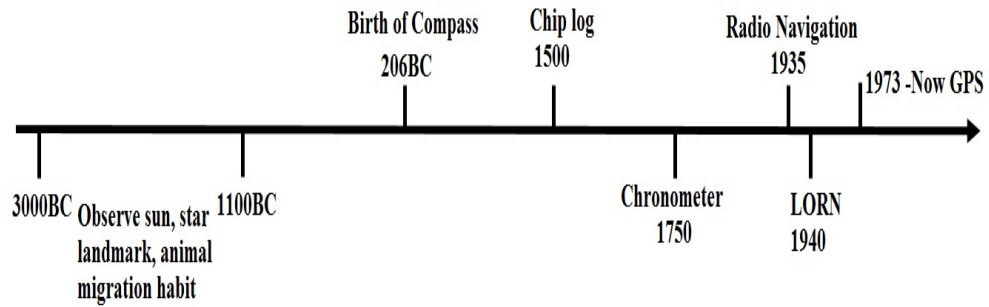 3000BC
Observe sun, star
landmark, animal
migration habit
1100BC
Birth of Compass
206BC
Chip log
1500
Chronometer
1750
Radio Navigation
1935
LORN
1940
1973 -Now GPS